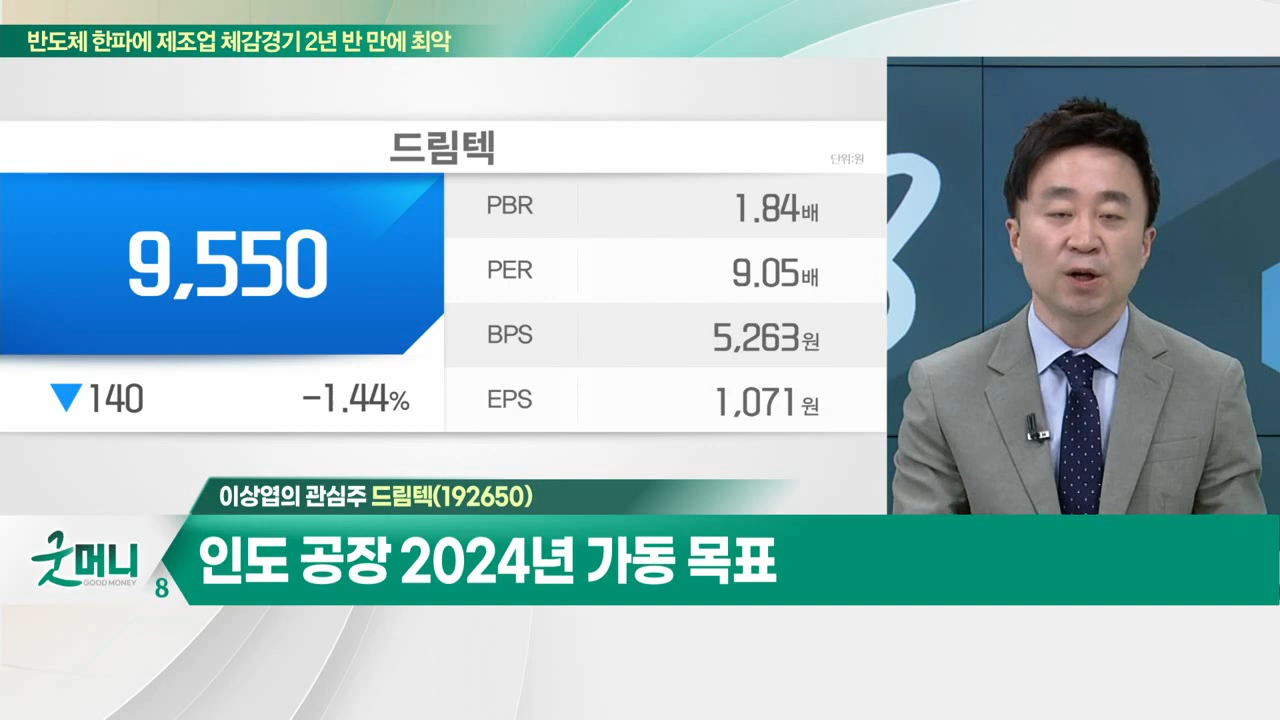 반도체 한파에 제조업 체감경기 2년 반 만에 최악
드림텍
단위:원
9,550
▼140 -1.44%
PBR 1.84배
PER 9.05배
BPS 5,263원
EPS 1,071원
이상엽의 관심주 드림텍(192650)
굿머니
GOOD MONEY
8
인도 공장 2024년 가동 목표